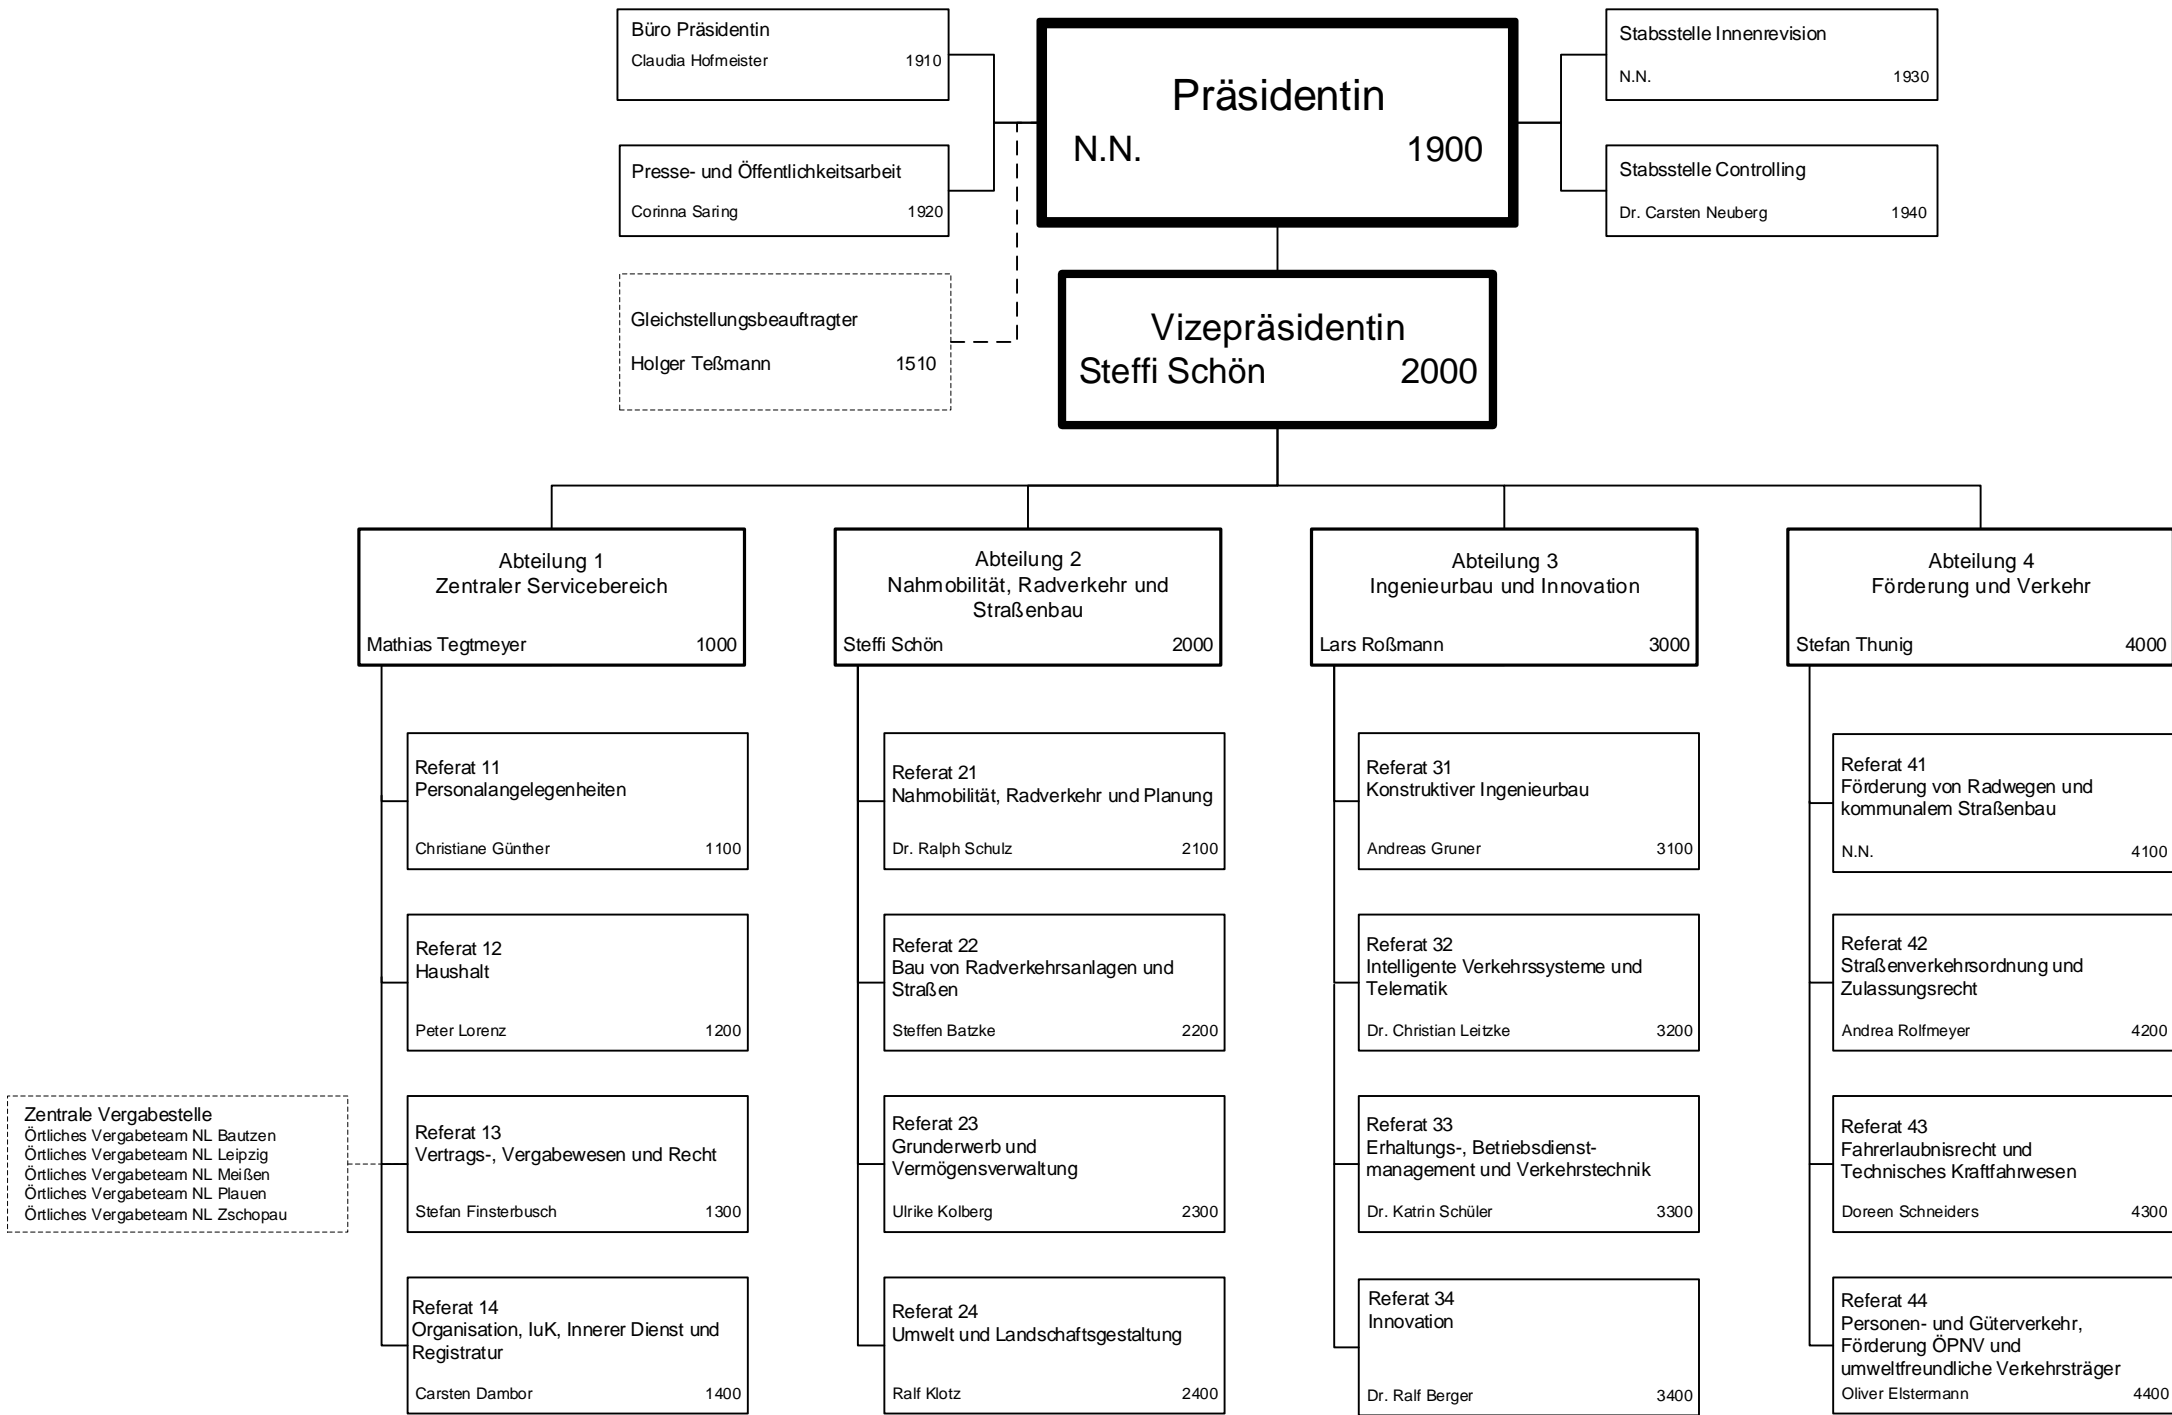 Büro Präsidentin
Claudia Hofmeister 1910
Presse- und Öffentlichkeitsarbeit
Corinna Saring 1920
Gleichstellungsbeauftragter
Holger Teßmann 1510
Präsidentin
N.N. 1900
Vizepräsidentin
Steffi Schön 2000
Stabsstelle Innenrevision
N.N. 1930
Stabsstelle Controlling
Dr. Carsten Neuberg 1940
Abteilung 1
Zentraler Servicebereich
Mathias Tegtmeyer 1000
Referat 11
Personalangelegenheiten
Christiane Günther 1100
Referat 12
Haushalt
Peter Lorenz 1200
Referat 13
Vertrags-, Vergabewesen und Recht
Stefan Finsterbusch 1300
Zentrale Vergabestelle
Örtliches Vergabeteam NL Bautzen
Örtliches Vergabeteam NL Leipzig
Örtliches Vergabeteam NL Meißen
Örtliches Vergabeteam NL Plauen
Örtliches Vergabeteam NL Zschopau
Referat 14
Organisation, IuK, Innerer Dienst und
Registratur
Carsten Dambor 1400
Abteilung 2
Nahmobilität, Radverkehr und
Straßenbau
Steffi Schön 2000
Referat 21
Nahmobilität, Radverkehr und Planung
Dr. Ralph Schulz 2100
Referat 22
Bau von Radverkehrsanlagen und
Straßen
Steffen Batzke 2200
Referat 23
Grunderwerb und
Vermögensverwaltung
Ulrike Kolberg 2300
Referat 24
Umwelt und Landschaftsgestaltung
Ralf Klotz 2400
Abteilung 3
Ingenieurbau und Innovation
Lars Roßmann 3000
Referat 31
Konstruktiver Ingenieurbau
Andreas Gruner 3100
Referat 32
Intelligente Verkehrssysteme und
Telematik
Dr. Christian Leitzke 3200
Referat 33
Erhaltungs-, Betriebsdienst-
management und Verkehrstechnik
Dr. Katrin Schüler 3300
Referat 34
Innovation
Dr. Ralf Berger 3400
Abteilung 4
Förderung und Verkehr
Stefan Thunig 4000
Referat 41
Förderung von Radwegen und
kommunalem Straßenbau
N.N. 4100
Referat 42
Straßenverkehrsordnung und
Zulassungsrecht
Andrea Rolfmeyer 4200
Referat 43
Fahrerlaubnisrecht und
Technisches Kraftfahrwesen
Doreen Schneiders 4300
Referat 44
Personen- und Güterverkehr,
Förderung ÖPNV und
umweltfreundliche Verkehrsträger
Oliver Elstermann 4400